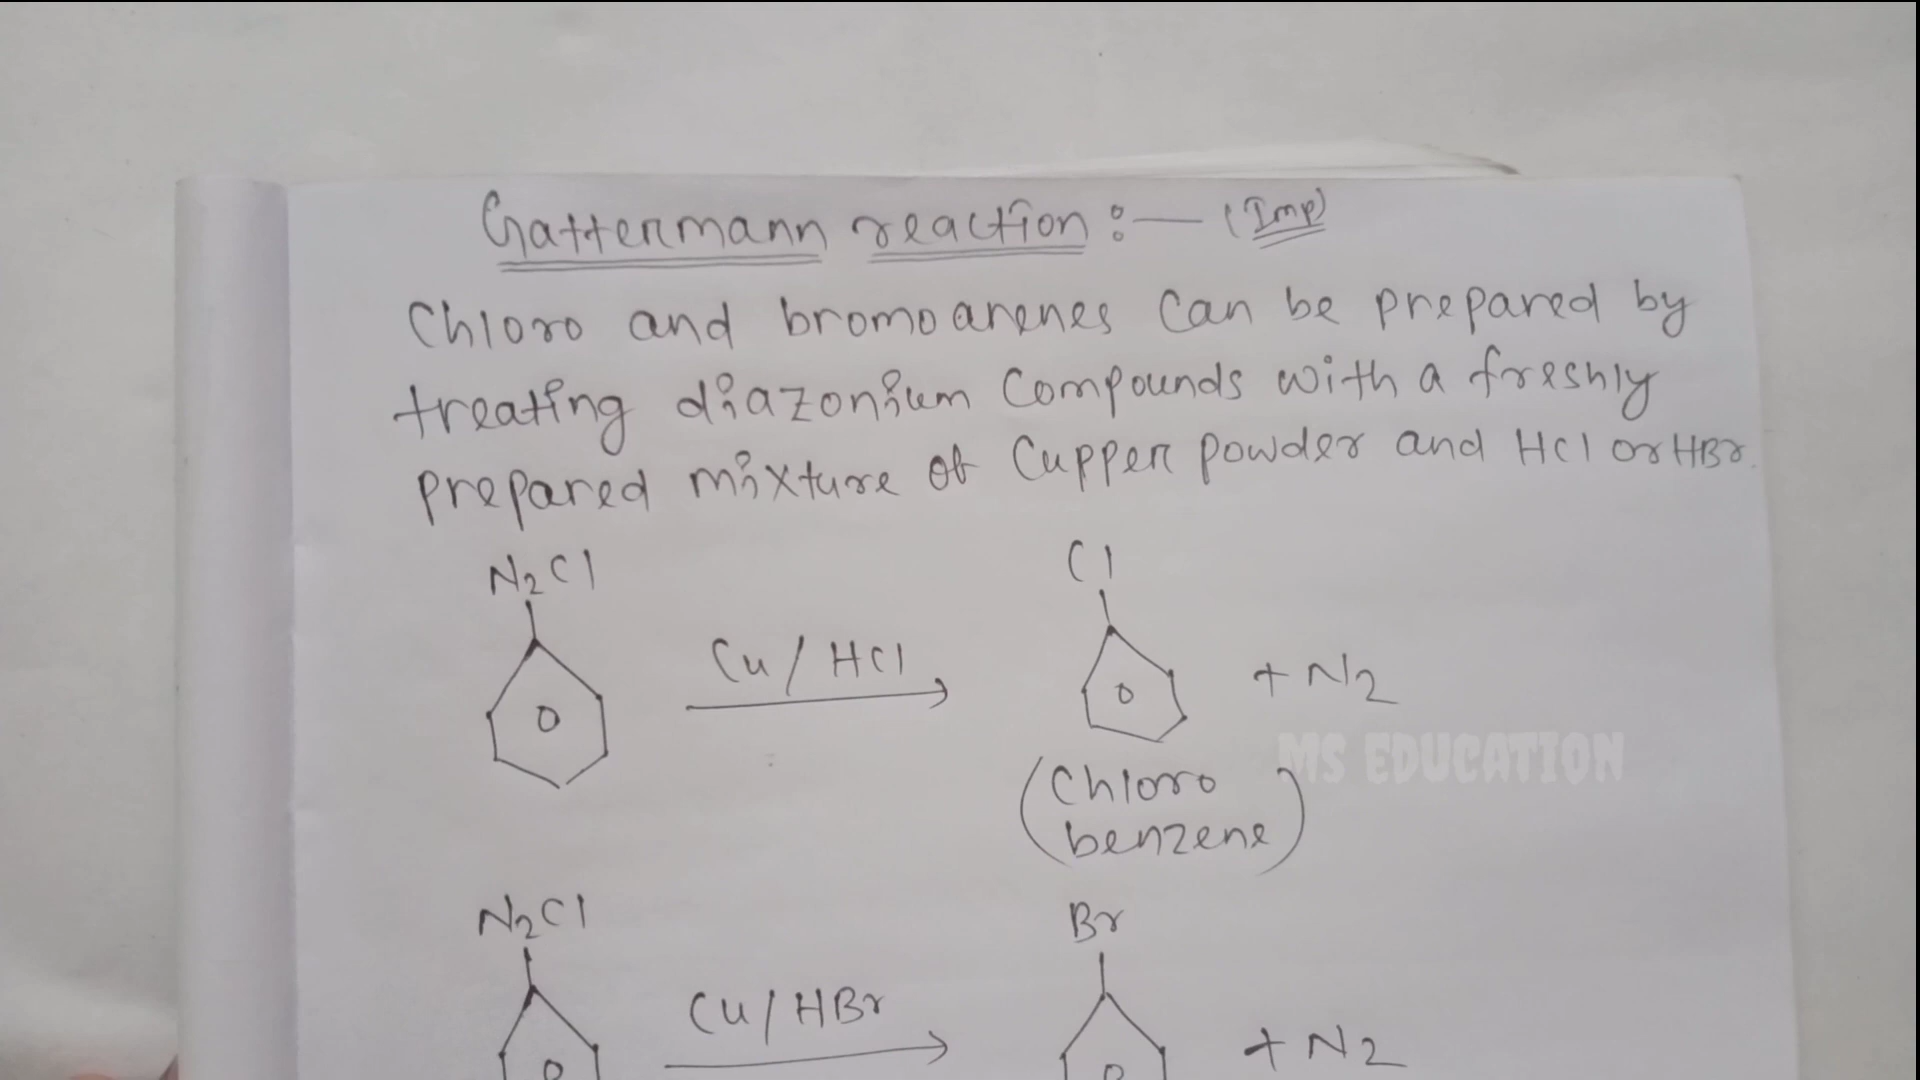 Gattermann reaction :— (Imp)
Chloro and bromoarenes can be prepared by
treating diazonium compounds with a freshly
prepared mixture of Cupper powder and HCl or HBr.
N2Cl
Cl
Cu / HCl
+ N2
MS EDUCATION
(Chloro
benzene)
N2Cl
Br
Cu / HBr
+ N2